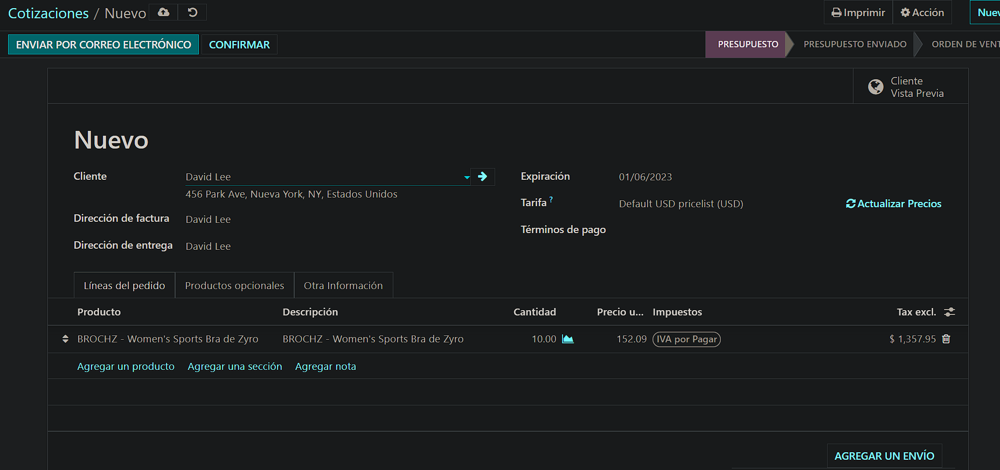 Cotizaciones / Nuevo
Imprimir
Acción
ENVIAR POR CORREO ELECTRÓNICO
CONFIRMAR
PRESUPUESTO
PRESUPUESTO ENVIADO
ORDEN DE VENT
Cliente
Vista Previa
Nuevo
Cliente
David Lee
456 Park Ave, Nueva York, NY, Estados Unidos
Dirección de factura
David Lee
Dirección de entrega
David Lee
Expiración
01/06/2023
Tarifa ?
Default USD pricelist (USD)
Actualizar Precios
Términos de pago
Líneas del pedido
Productos opcionales
Otra Información
Producto
Descripción
Cantidad
Precio u...
Impuestos
Tax excl.
BROCHZ - Women's Sports Bra de Zyro
BROCHZ - Women's Sports Bra de Zyro
10.00
152.09
IVA por Pagar
$ 1,357.95
Agregar un producto
Agregar una sección
Agregar nota
AGREGAR UN ENVÍO